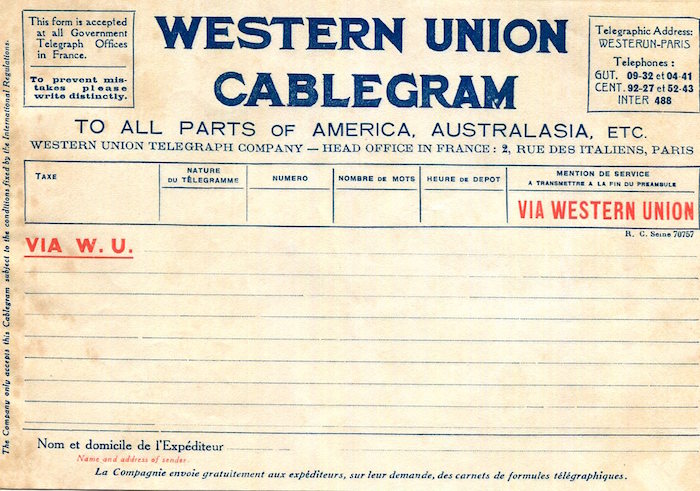 This form is accepted
at all Government
Telegraph Offices
in France.
To prevent mis-
takes please
write distinctly.
WESTERN UNION
CABLEGRAM
Telegraphic Address:
WESTERUN-PARIS
Telephones :
GUT. 09-32 et 04-41
CENT. 92-27 et 52-43
INTER 488
TO ALL PARTS OF AMERICA, AUSTRALASIA, ETC.
WESTERN UNION TELEGRAPH COMPANY — HEAD OFFICE IN FRANCE : 2, RUE DES ITALIENS, PARIS
TAXE
NATURE
DU TÉLÉGRAMME
NUMERO
NOMBRE DE MOTS
HEURE DE DEPOT
MENTION DE SERVICE
A TRANSMETTRE A LA FIN DU PREAMBULE
VIA WESTERN UNION
R. C. Seine 70757
VIA W. U.
The Company only accepts this Cablegram subject to the conditions fixed by the International Regulations.
Nom et domicile de l'Expéditeur
Name and address of sender.
La Compagnie envoie gratuitement aux expéditeurs, sur leur demande, des carnets de formules télégraphiques.